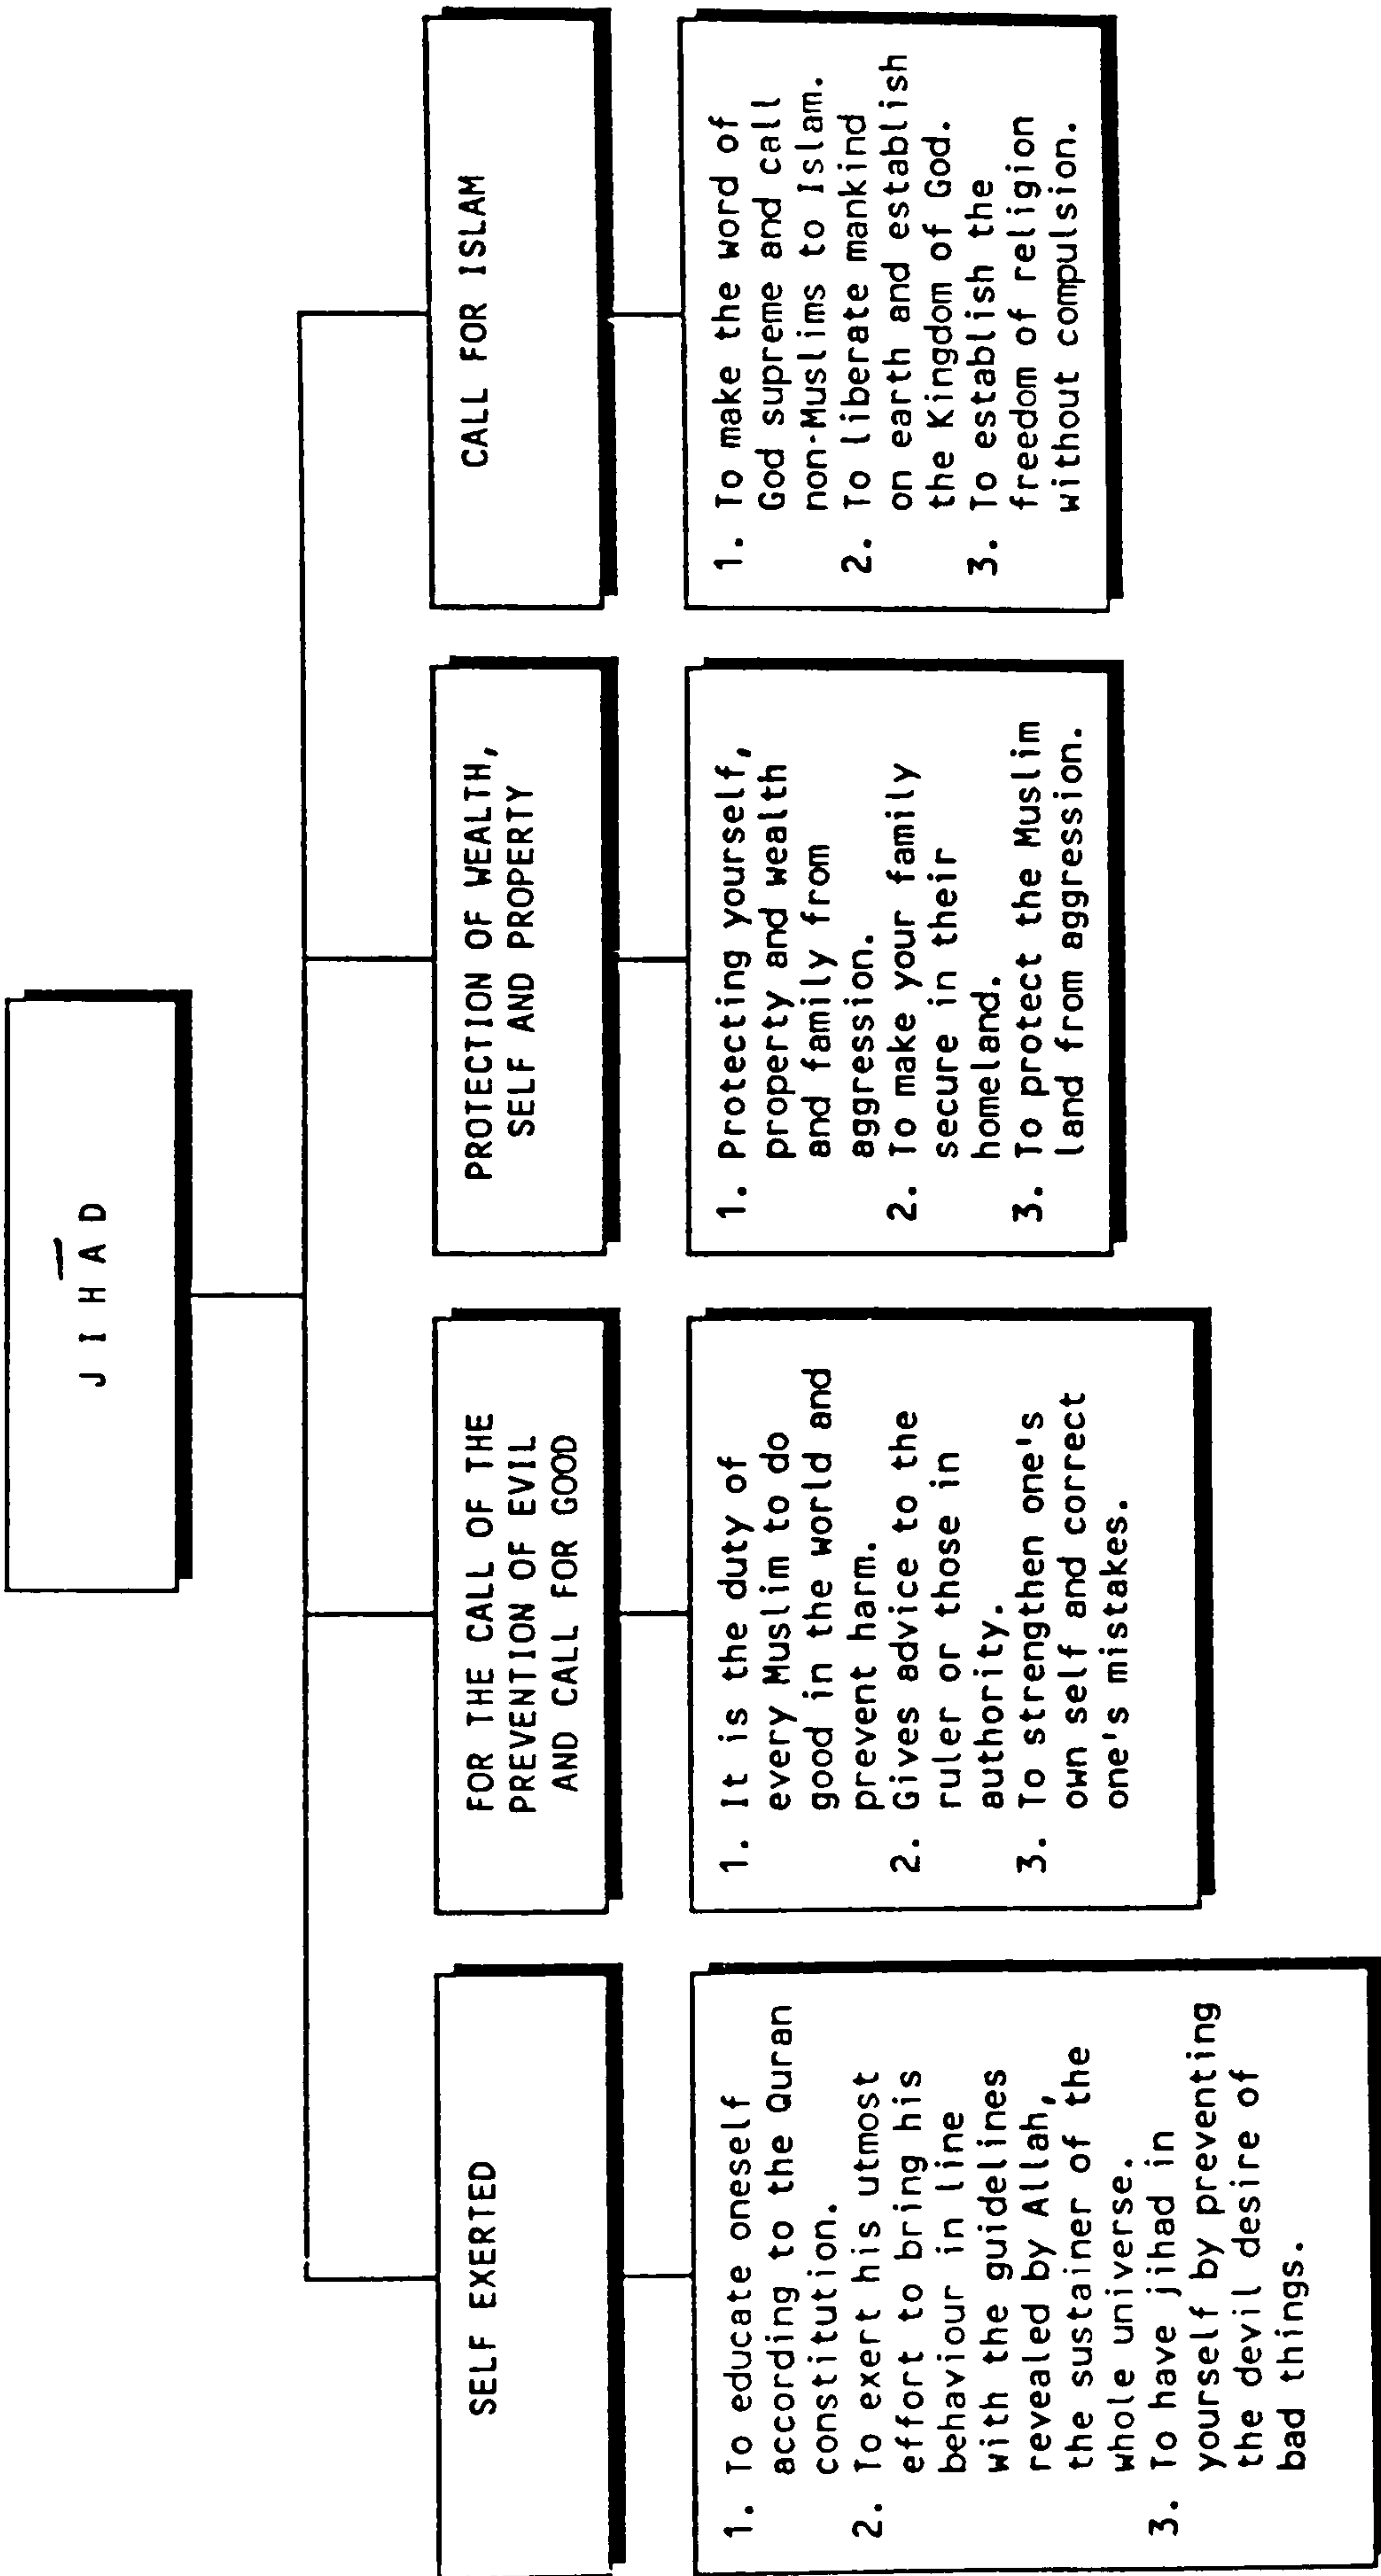 J I H Ā D
SELF EXERTED
1. To educate oneself
according to the Quran
constitution.
2. To exert his utmost
effort to bring his
behaviour in line
with the guidelines
revealed by Allah,
the sustainer of the
whole universe.
3. To have jihad in
yourself by preventing
the devil desire of
bad things.
FOR THE CALL OF THE
PREVENTION OF EVIL
AND CALL FOR GOOD
1. It is the duty of
every Muslim to do
good in the world and
prevent harm.
2. Gives advice to the
ruler or those in
authority.
3. To strengthen one's
own self and correct
one's mistakes.
PROTECTION OF WEALTH,
SELF AND PROPERTY
1. Protecting yourself,
property and wealth
and family from
aggression.
2. To make your family
secure in their
homeland.
3. To protect the Muslim
land from aggression.
CALL FOR ISLAM
1. To make the word of
God supreme and call
non-Muslims to Islam.
2. To liberate mankind
on earth and establish
the Kingdom of God.
3. To establish the
freedom of religion
without compulsion.